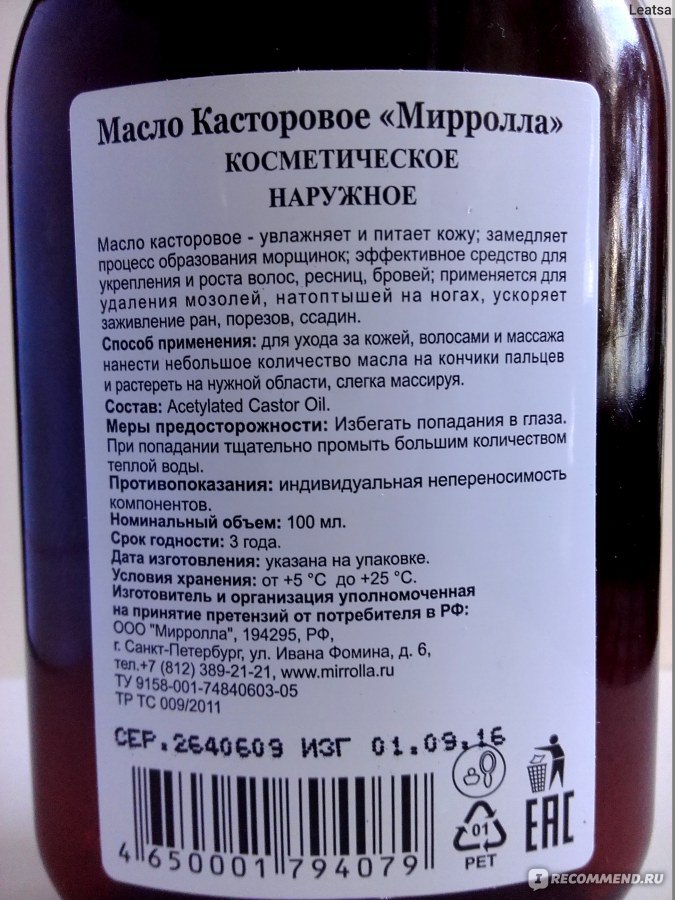 Leatsa
Масло Касторовое «Мирролла»
КОСМЕТИЧЕСКОЕ
НАРУЖНОЕ
Масло касторовое - увлажняет и питает кожу; замедляет
процесс образования морщинок; эффективное средство для
укрепления и роста волос, ресниц, бровей; применяется для
удаления мозолей, натоптышей на ногах, ускоряет
заживление ран, порезов, ссадин.
Способ применения: для ухода за кожей, волосами и массажа
нанести небольшое количество масла на кончики пальцев
и растереть на нужной области, слегка массируя.
Состав: Acetylated Castor Oil.
Меры предосторожности: Избегать попадания в глаза.
При попадании тщательно промыть большим количеством
теплой воды.
Противопоказания: индивидуальная непереносимость
компонентов.
Номинальный объем: 100 мл.
Срок годности: 3 года.
Дата изготовления: указана на упаковке.
Условия хранения: от +5 °С до +25 °С.
Изготовитель и организация уполномоченная
на принятие претензий от потребителя в РФ:
ООО "Мирролла", 194295, РФ,
г. Санкт-Петербург, ул. Ивана Фомина, д. 6,
тел.+7 (812) 389-21-21, www.mirrolla.ru
ТУ 9158-001-74840603-05
ТР ТС 009/2011
СЕР.2640609 ИЗГ 01.09.16
4 650001 794079
01
PET
EAC
IRECOMMEND.RU